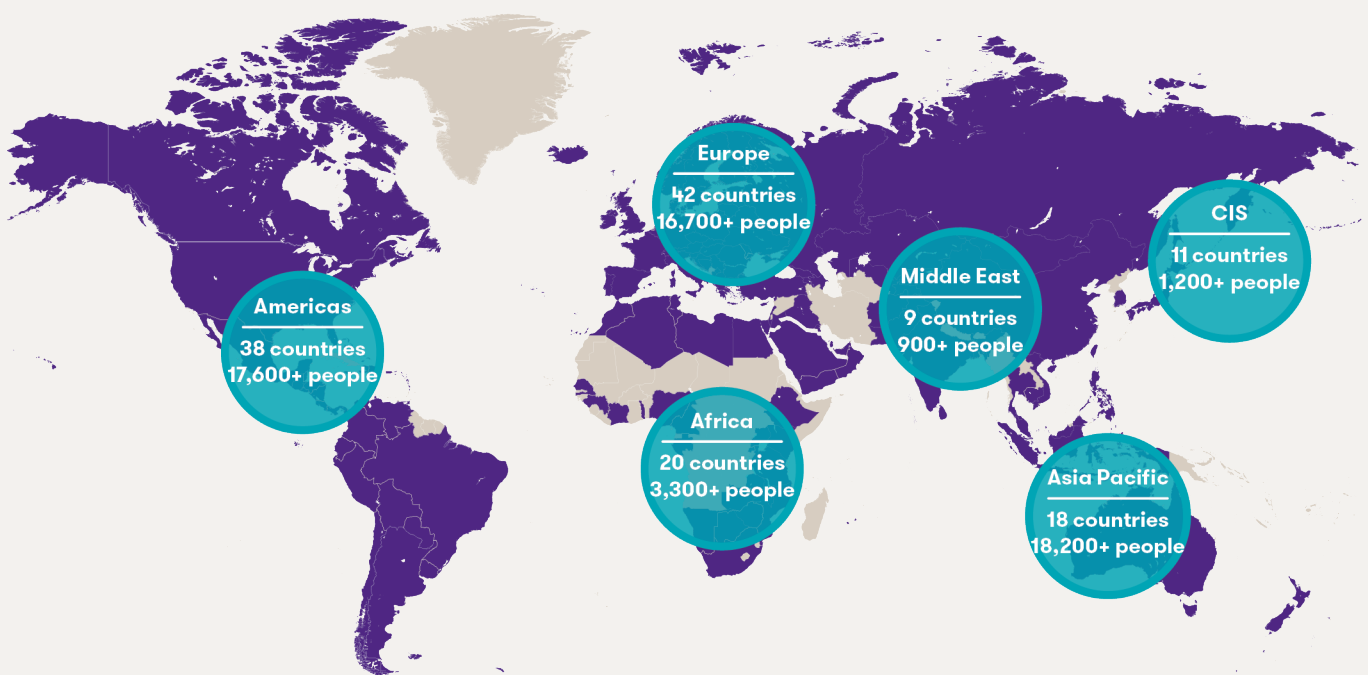 Europe
42 countries
16,700+ people
CIS
11 countries
1,200+ people
Middle East
9 countries
900+ people
Americas
38 countries
17,600+ people
Africa
20 countries
3,300+ people
Asia Pacific
18 countries
18,200+ people